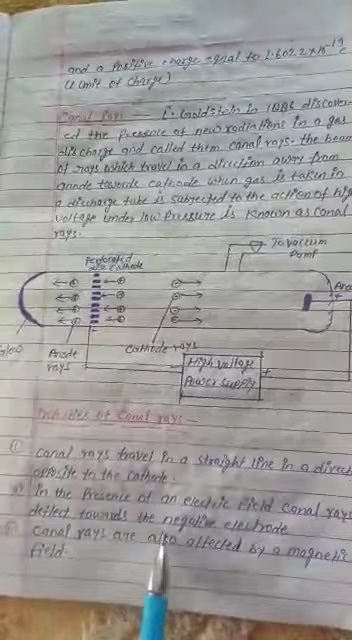 and a positive charge equal to 1.602.2×10⁻¹⁹c
(1 Unit of charge)
Canal Rays — E. Goldstein in 1886 discover-
ed the presence of new radiations in a gas
discharge and called them canal rays. the beam
of rays which travel in a direction away from
anode towards cathode when gas is taken in
a discharge tube is subjected to the action of high
voltage under low Pressure is Known as canal
rays.
To vaccum
Pump
Perforated
Cathode
Anode
+
Glow
Anode
rays
Cathode rays
High Voltage
Power supply
+
Properties of Canal rays—
(i) Canal rays travel in a straight line in a direct
opposite to the cathode.
(ii) In the Presence of an electric field canal rays
deflect towards the negative electrode
(iii) Canal rays are also affected by a magnetic
field.